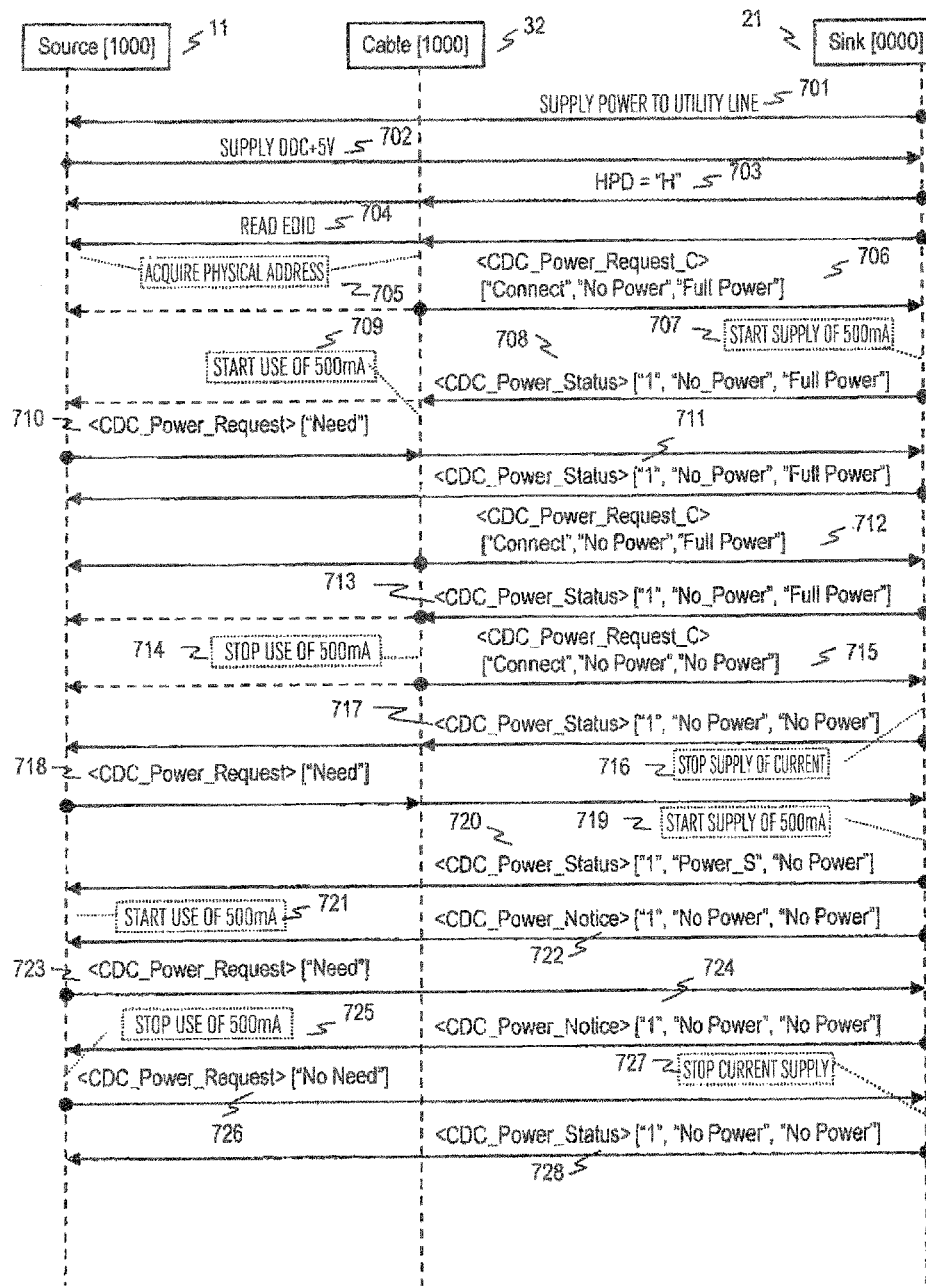 Source [1000] 11
Cable [1000] 32
21 Sink [0000]
SUPPLY POWER TO UTILITY LINE 701
SUPPLY DDC+5V 702
HPD = "H" 703
READ EDID 704
ACQUIRE PHYSICAL ADDRESS
705
<CDC_Power_Request_C>
["Connect","No Power","Full Power"] 706
707 START SUPPLY OF 500mA
709
START USE OF 500mA
708
<CDC_Power_Status> ["1", "No_Power", "Full Power"]
710 <CDC_Power_Request> ["Need"]
711
<CDC_Power_Status> ["1", "No_Power", "Full Power"]
<CDC_Power_Request_C>
["Connect","No Power","Full Power"] 712
713 <CDC_Power_Status> ["1", "No_Power", "Full Power"]
714 STOP USE OF 500mA
<CDC_Power_Request_C>
["Connect","No Power","No Power"] 715
717 <CDC_Power_Status> ["1", "No Power", "No Power"]
718 <CDC_Power_Request> ["Need"]
716 STOP SUPPLY OF CURRENT
719 START SUPPLY OF 500mA
720
<CDC_Power_Status> ["1", "Power_S", "No Power"]
START USE OF 500mA 721
<CDC_Power_Notice> ["1", "No Power", "No Power"]
722
723 <CDC_Power_Request> ["Need"]
724
STOP USE OF 500mA 725
<CDC_Power_Notice> ["1", "No Power", "No Power"]
727 STOP CURRENT SUPPLY
<CDC_Power_Request> ["No Need"]
726
<CDC_Power_Status> ["1", "No Power", "No Power"]
728